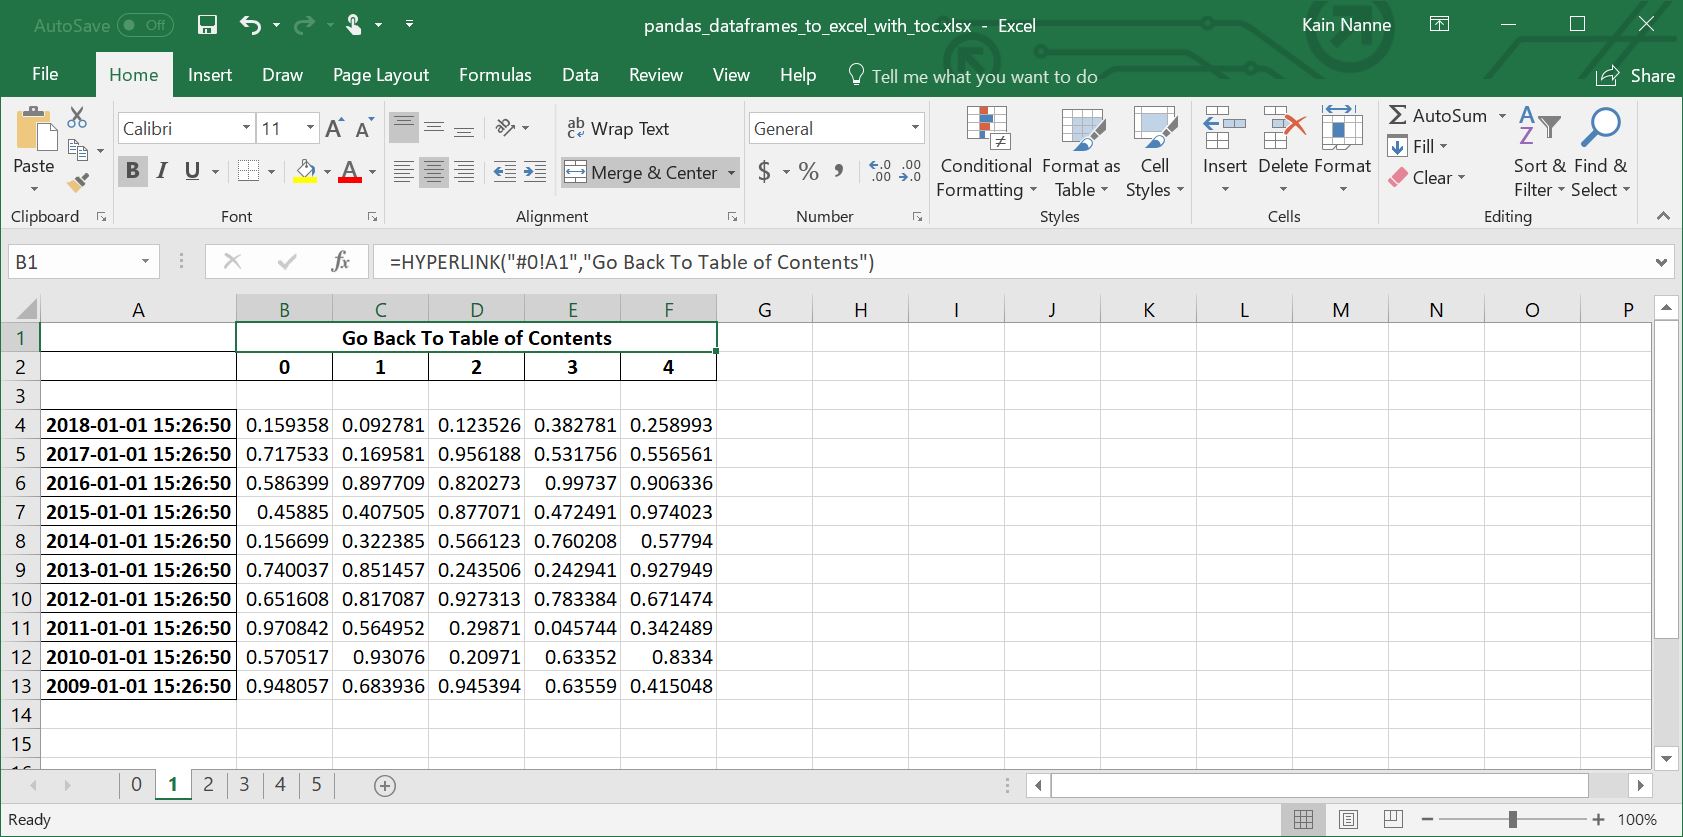 AutoSave Off pandas_dataframes_to_excel_with_toc.xlsx - Excel Kain Nanne
File Home Insert Draw Page Layout Formulas Data Review View Help Tell me what you want to do Share
Calibri 11 A A ab c Wrap Text General AutoSum A Z
Paste B I U A Merge & Center $ % , .0 .00 .00 .0 Conditional Formatting Format as Table Cell Styles Insert Delete Format Fill Clear Sort & Filter Find & Select
Clipboard Font Alignment Number Styles Cells Editing
B1 fx =HYPERLINK("#0!A1","Go Back To Table of Contents")
A B C D E F G H I J K L M N O P
1 Go Back To Table of Contents
2 0 1 2 3 4
3
4 2018-01-01 15:26:50 0.159358 0.092781 0.123526 0.382781 0.258993
5 2017-01-01 15:26:50 0.717533 0.169581 0.956188 0.531756 0.556561
6 2016-01-01 15:26:50 0.586399 0.897709 0.820273 0.99737 0.906336
7 2015-01-01 15:26:50 0.45885 0.407505 0.877071 0.472491 0.974023
8 2014-01-01 15:26:50 0.156699 0.322385 0.566123 0.760208 0.57794
9 2013-01-01 15:26:50 0.740037 0.851457 0.243506 0.242941 0.927949
10 2012-01-01 15:26:50 0.651608 0.817087 0.927313 0.783384 0.671474
11 2011-01-01 15:26:50 0.970842 0.564952 0.29871 0.045744 0.342489
12 2010-01-01 15:26:50 0.570517 0.93076 0.20971 0.63352 0.8334
13 2009-01-01 15:26:50 0.948057 0.683936 0.945394 0.63559 0.415048
14
15
0 1 2 3 4 5
Ready 100%